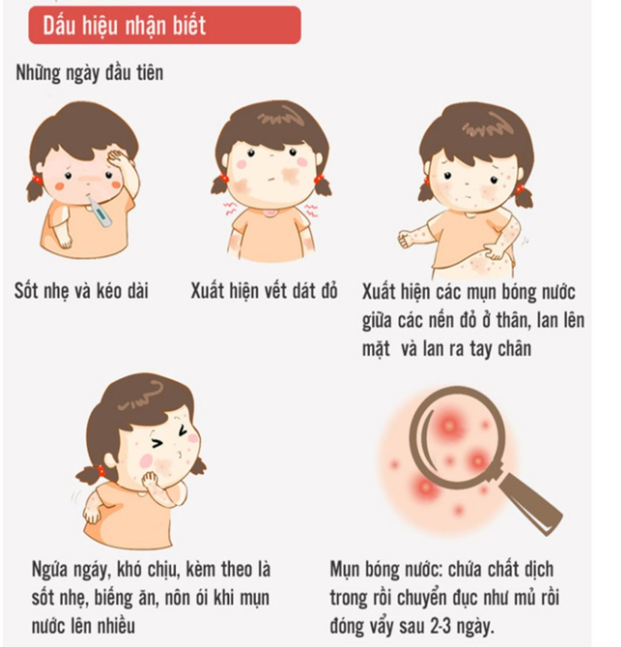 Dấu hiệu nhận biết
Những ngày đầu tiên
Sốt nhẹ và kéo dài
Xuất hiện vết dát đỏ
Xuất hiện các mụn bóng nước
giữa các nến đỏ ở thân, lan lên
mặt và lan ra tay chân
Ngứa ngáy, khó chịu, kèm theo là
sốt nhẹ, biếng ăn, nôn ói khi mụn
nước lên nhiều
Mụn bóng nước: chứa chất dịch
trong rồi chuyển đục như mủ rồi
đóng vẩy sau 2-3 ngày.